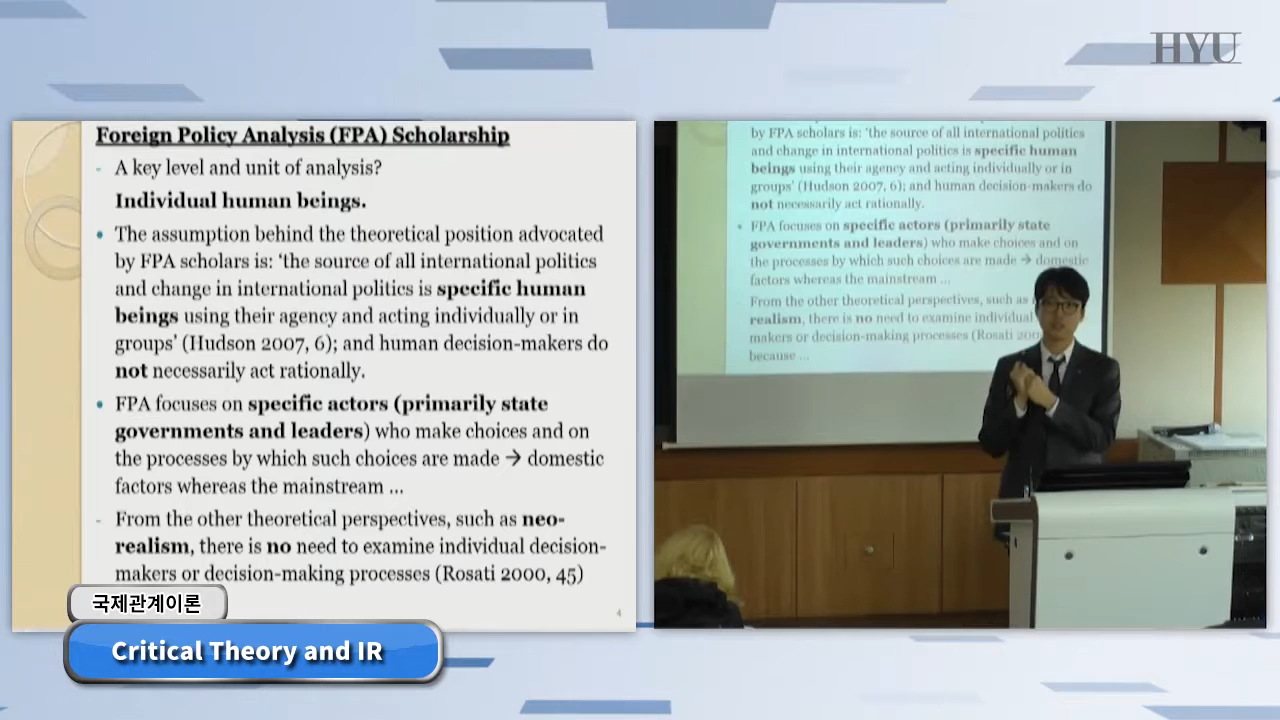 HYU
Foreign Policy Analysis (FPA) Scholarship
- A key level and unit of analysis?
Individual human beings.
• The assumption behind the theoretical position advocated
by FPA scholars is: ‘the source of all international politics
and change in international politics is specific human
beings using their agency and acting individually or in
groups’ (Hudson 2007, 6); and human decision-makers do
not necessarily act rationally.
• FPA focuses on specific actors (primarily state
governments and leaders) who make choices and on
the processes by which such choices are made → domestic
factors whereas the mainstream ...
- From the other theoretical perspectives, such as neo-
realism, there is no need to examine individual decision-
makers or decision-making processes (Rosati 2000, 45)
4
by FPA scholars is: ‘the source of all international politics
and change in international politics is specific human
beings using their agency and acting individually or in
groups’ (Hudson 2007, 6); and human decision-makers do
not necessarily act rationally.
• FPA focuses on specific actors (primarily state
governments and leaders) who make choices and on
the processes by which such choices are made → domestic
factors whereas the mainstream ...
From the other theoretical perspectives, such as
realism, there is no need to examine individual
makers or decision-making processes (Rosati
because ...
국제관계이론
Critical Theory and IR